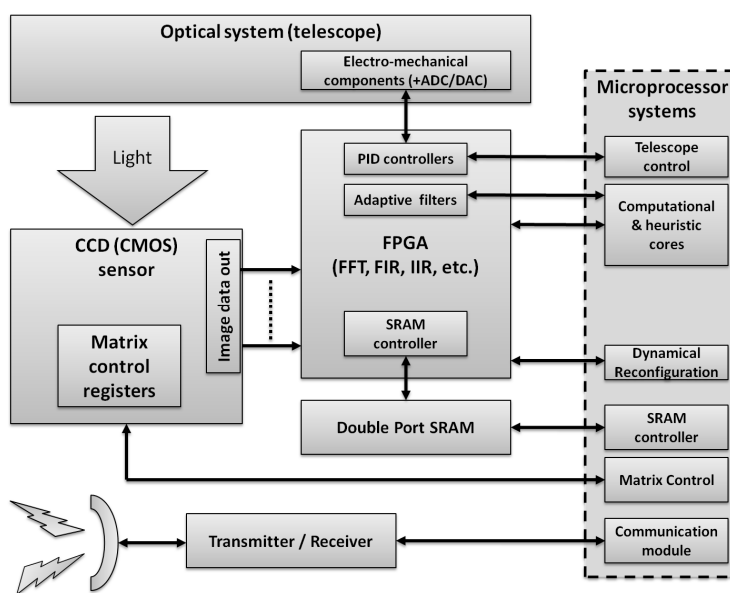 Optical system (telescope)
Electro-mechanical
components (+ADC/DAC)
Microprocessor
systems
Light
PID controllers
Telescope
control
Adaptive filters
Computational
& heuristic
cores
CCD (CMOS)
sensor
Image data out
FPGA
(FFT, FIR, IIR, etc.)
SRAM
controller
Matrix
control
registers
Dynamical
Reconfiguration
Double Port SRAM
SRAM
controller
Matrix Control
Transmitter / Receiver
Communication
module